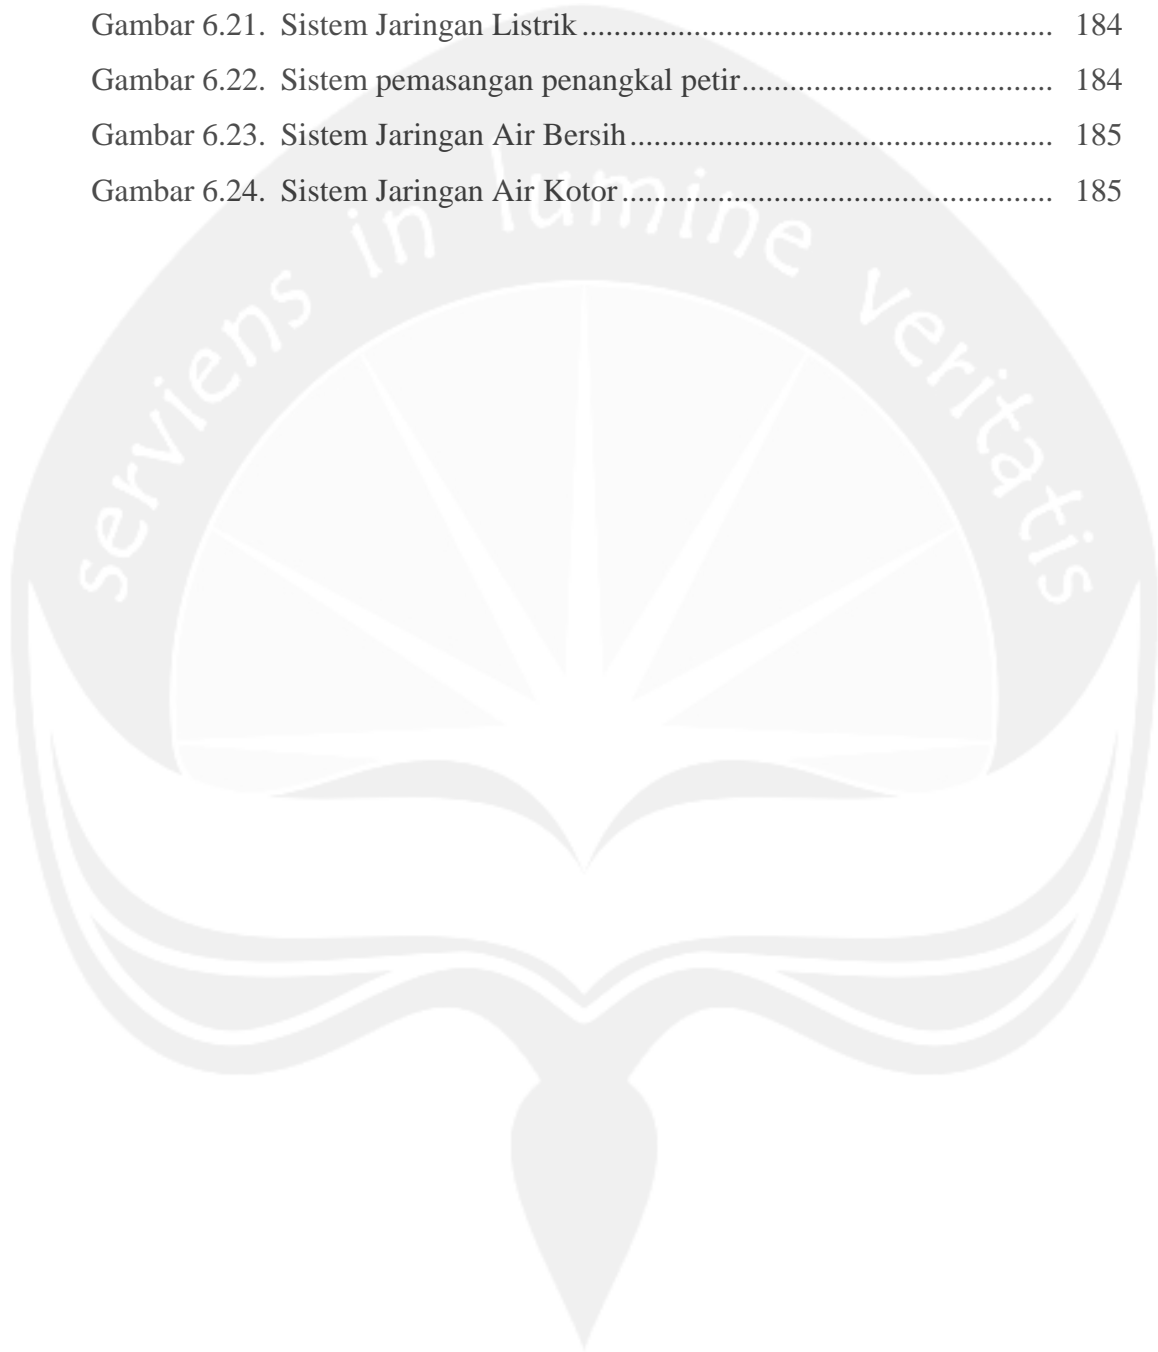 Gambar 6.21. Sistem Jaringan Listrik ............................................................ 184
Gambar 6.22. Sistem pemasangan penangkal petir....................................... 184
Gambar 6.23. Sistem Jaringan Air Bersih ..................................................... 185
Gambar 6.24. Sistem Jaringan Air Kotor ...................................................... 185
serviens in lumine veritatis